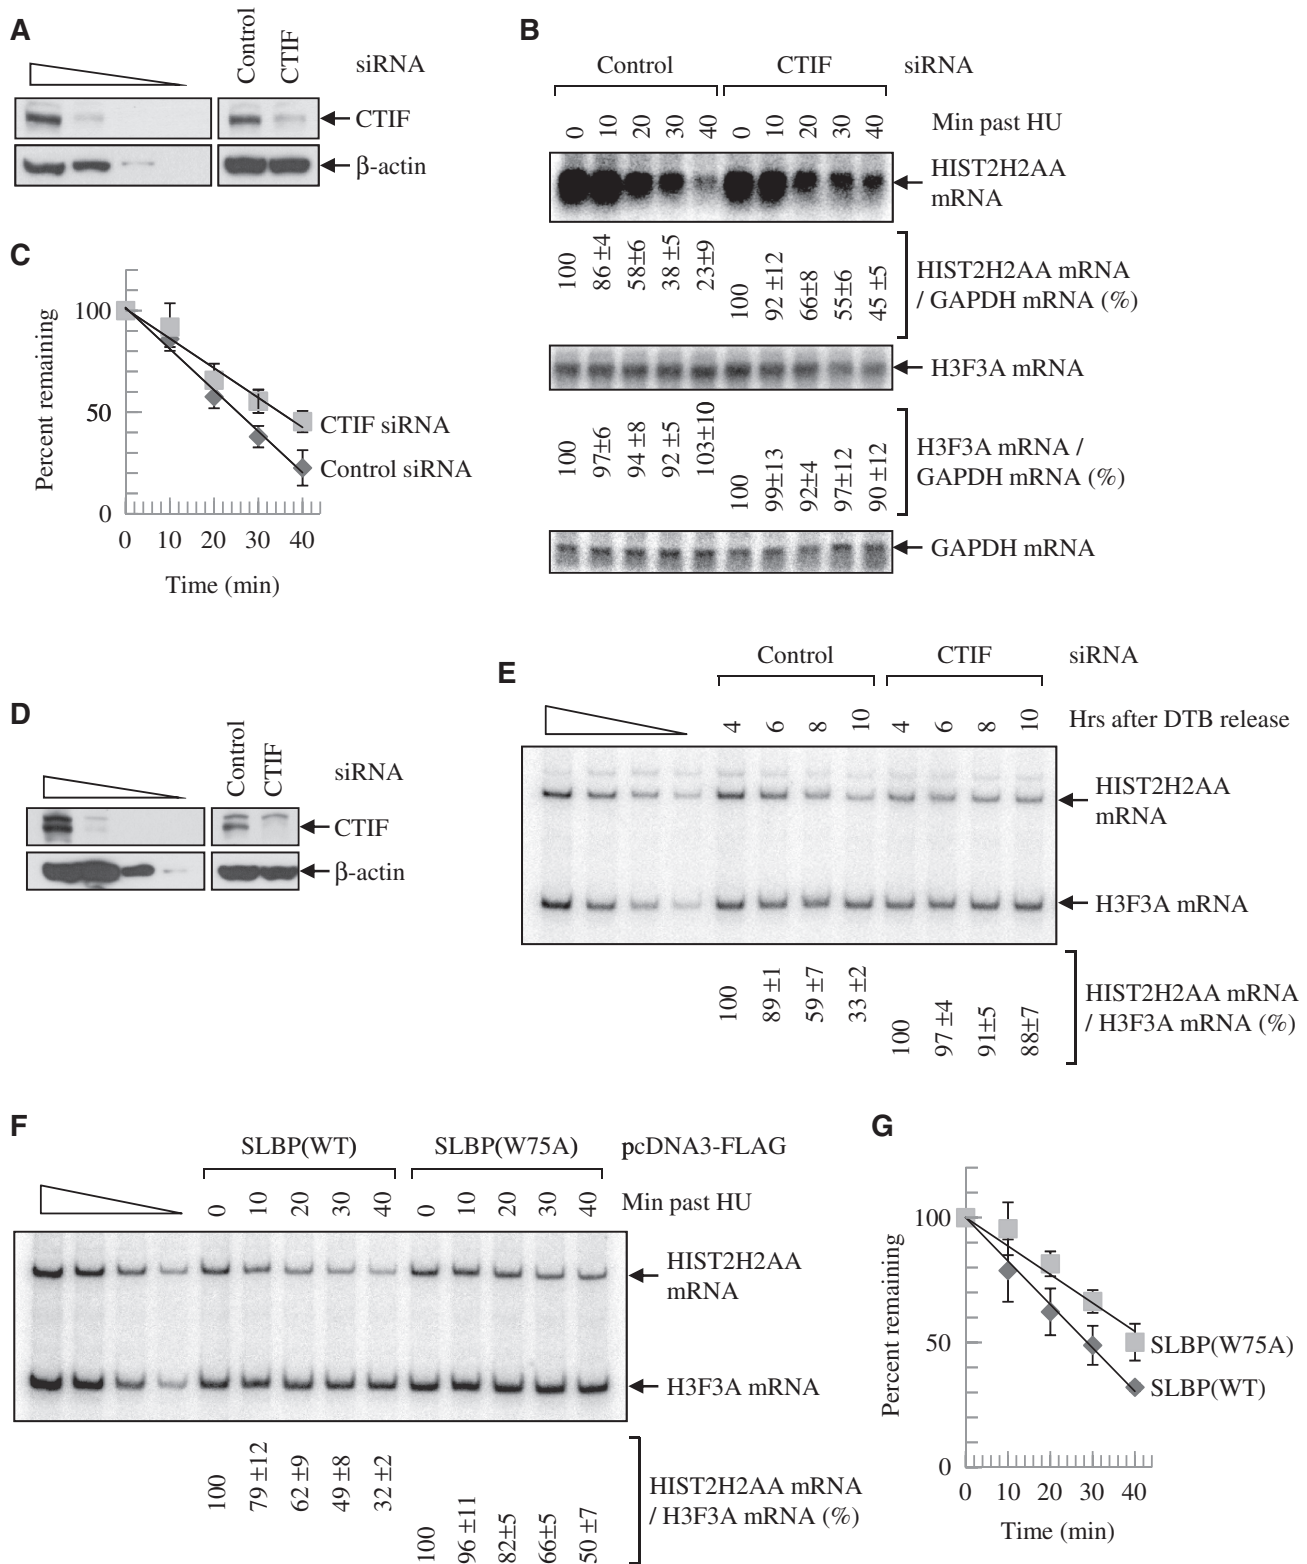 A
Control
CTIF
siRNA
CTIF
β-actin
B
Control
CTIF
siRNA
0 10 20 30 40 0 10 20 30 40
Min past HU
HIST2H2AA
mRNA
100 86 ±4 58±6 38 ±5 23±9 100 92 ±12 66±8 55±6 45 ±5
HIST2H2AA mRNA
/ GAPDH mRNA (%)
H3F3A mRNA
100 97±6 94 ±8 92 ±5 103±10 100 99±13 92±4 97±12 90 ±12
H3F3A mRNA /
GAPDH mRNA (%)
GAPDH mRNA
C
Percent remaining
100
50
0
0 10 20 30 40
Time (min)
CTIF siRNA
Control siRNA
D
Control
CTIF
siRNA
CTIF
β-actin
E
Control
CTIF
siRNA
4 6 8 10 4 6 8 10
Hrs after DTB release
HIST2H2AA
mRNA
H3F3A mRNA
100 89 ±1 59 ±7 33 ±2 100 97 ±4 91±5 88±7
HIST2H2AA mRNA
/ H3F3A mRNA (%)
F
SLBP(WT)
SLBP(W75A)
pcDNA3-FLAG
0 10 20 30 40 0 10 20 30 40
Min past HU
HIST2H2AA
mRNA
H3F3A mRNA
100 79 ±12 62 ±9 49 ±8 32 ±2 100 96 ±11 82±5 66±5 50 ±7
HIST2H2AA mRNA
/ H3F3A mRNA (%)
G
Percent remaining
100
50
0
0 10 20 30 40
Time (min)
SLBP(W75A)
SLBP(WT)